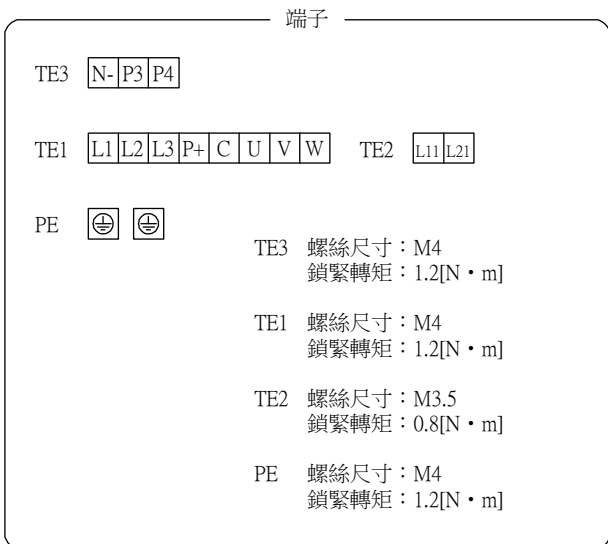 端子
TE3 N- P3 P4
TE1 L1 L2 L3 P+ C U V W TE2 L11 L21
PE
TE3 螺絲尺寸：M4
鎖緊轉矩：1.2[N・m]
TE1 螺絲尺寸：M4
鎖緊轉矩：1.2[N・m]
TE2 螺絲尺寸：M3.5
鎖緊轉矩：0.8[N・m]
PE 螺絲尺寸：M4
鎖緊轉矩：1.2[N・m]